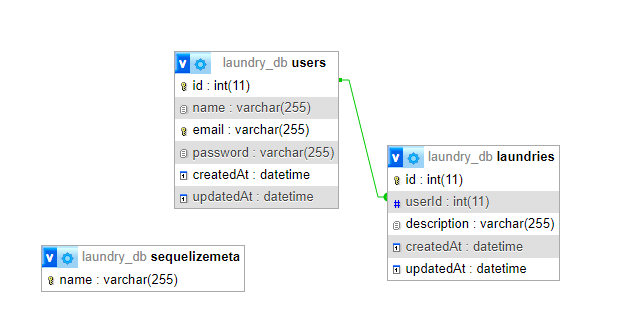 laundry_db users
id : int(11)
name : varchar(255)
email : varchar(255)
password : varchar(255)
createdAt : datetime
updatedAt : datetime
laundry_db laundries
id : int(11)
# userId : int(11)
description : varchar(255)
createdAt : datetime
updatedAt : datetime
laundry_db sequelizemeta
name : varchar(255)